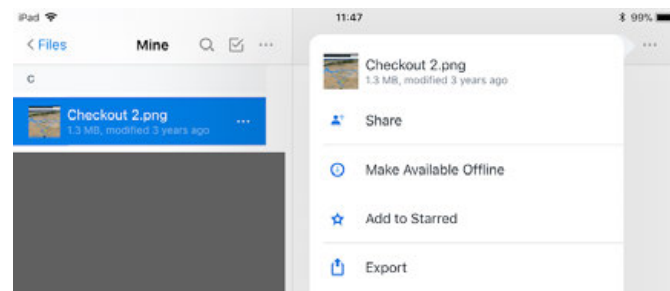 iPad
11:47
99%
Files
Mine
C
Checkout 2.png
1.3 MB, modified 3 years ago
Checkout 2.png
1.3 MB, modified 3 years ago
Share
Make Available Offline
Add to Starred
Export